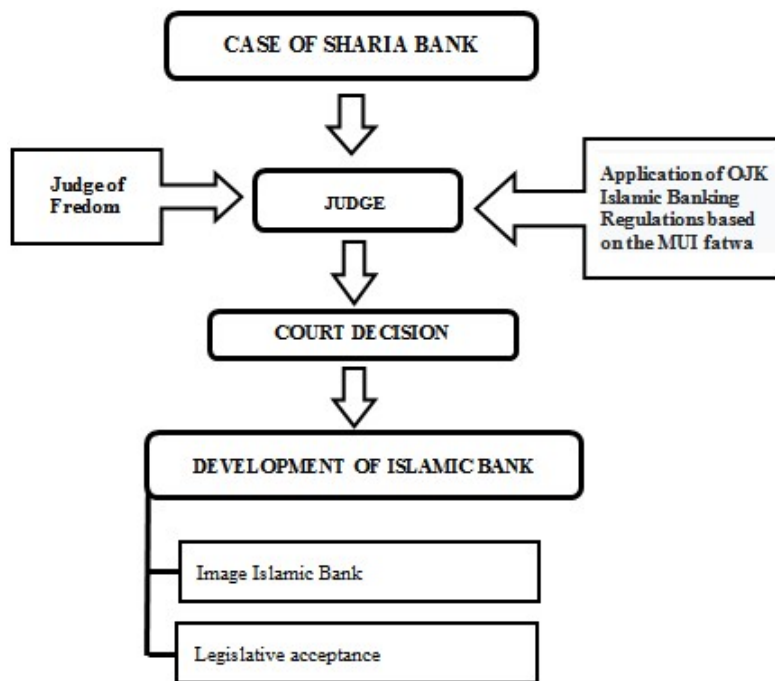 CASE OF SHARIA BANK
Judge of
Fredom
JUDGE
Application of OJK
Islamic Banking
Regulations based
on the MUI fatwa
COURT DECISION
DEVELOPMENT OF ISLAMIC BANK
Image Islamic Bank
Legislative acceptance